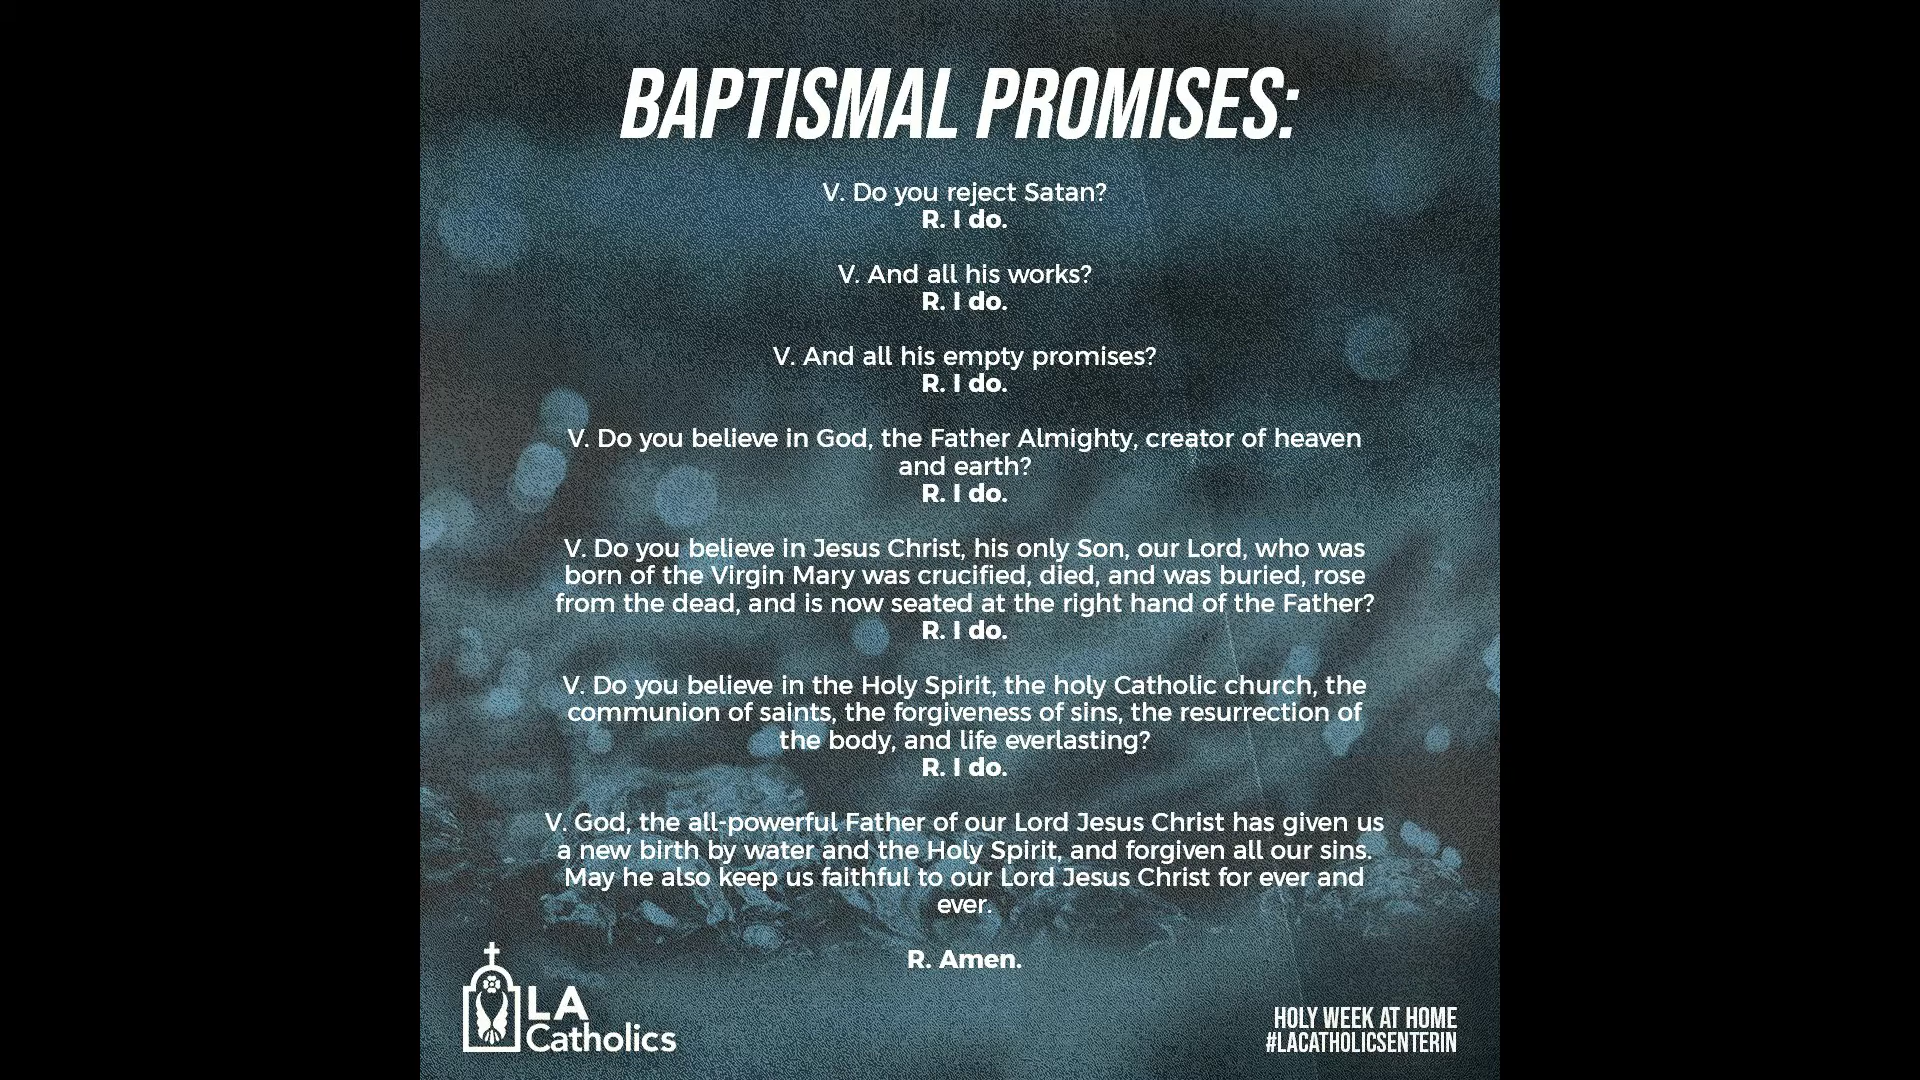 BAPTISMAL PROMISES:
V. Do you reject Satan?
R. I do.
V. And all his works?
R. I do.
V. And all his empty promises?
R. I do.
V. Do you believe in God, the Father Almighty, creator of heaven
and earth?
R. I do.
V. Do you believe in Jesus Christ, his only Son, our Lord, who was
born of the Virgin Mary was crucified, died, and was buried, rose
from the dead, and is now seated at the right hand of the Father?
R. I do.
V. Do you believe in the Holy Spirit, the holy Catholic church, the
communion of saints, the forgiveness of sins, the resurrection of
the body, and life everlasting?
R. I do.
V. God, the all-powerful Father of our Lord Jesus Christ has given us
a new birth by water and the Holy Spirit, and forgiven all our sins.
May he also keep us faithful to our Lord Jesus Christ for ever and
ever.
R. Amen.
LA
Catholics
HOLY WEEK AT HOME
#LACATHOLICSENTERIN